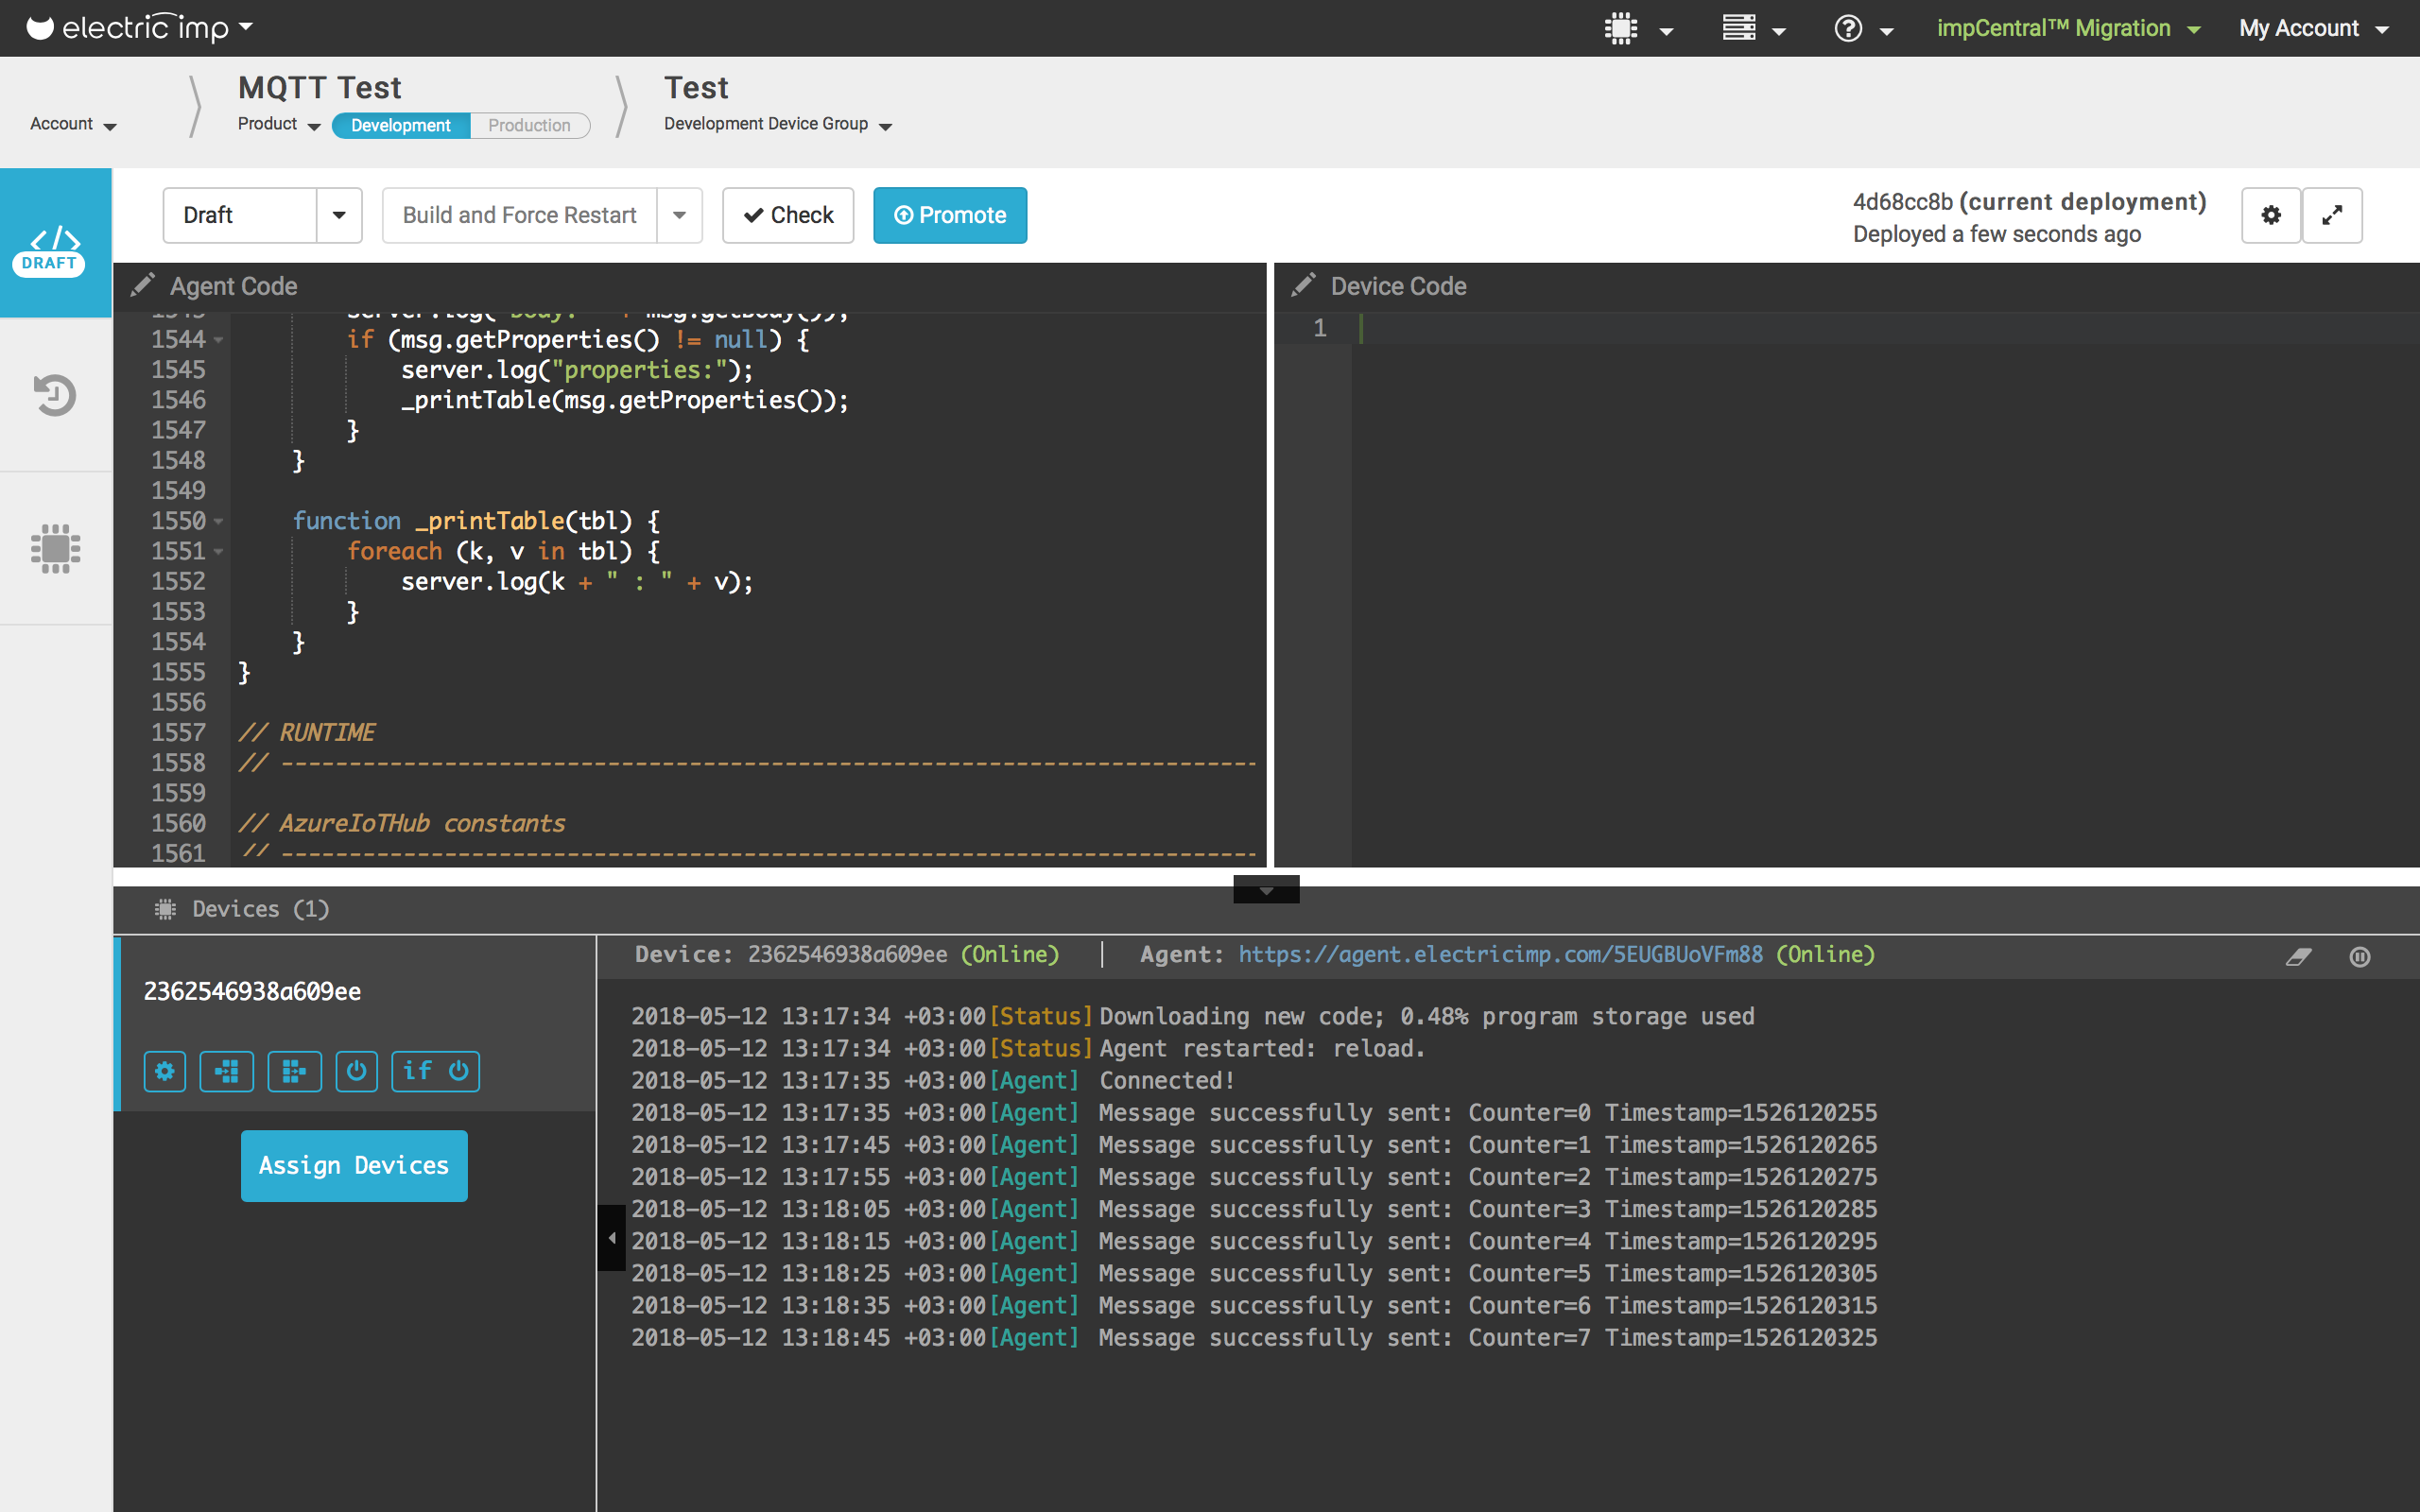 electric imp
impCentral™ Migration
My Account
Account
MQTT Test
Product
Development
Production
Test
Development Device Group
DRAFT
Draft
Build and Force Restart
Check
Promote
4d68cc8b (current deployment)
Deployed a few seconds ago
Agent Code
1543 server.log("body: " + msg.getBody());
1544 if (msg.getProperties() != null) {
1545 server.log("properties:");
1546 _printTable(msg.getProperties());
1547 }
1548 }
1549
1550 function _printTable(tbl) {
1551 foreach (k, v in tbl) {
1552 server.log(k + " : " + v);
1553 }
1554 }
1555 }
1556
1557 // RUNTIME
1558 // ------------------------------------------------------------------------
1559
1560 // AzureIoTHub constants
1561 // ------------------------------------------------------------------------
Device Code
1
Devices (1)
2362546938a609ee
if
Assign Devices
Device: 2362546938a609ee (Online) | Agent: https://agent.electricimp.com/5EUGBUoVFm88 (Online)
2018-05-12 13:17:34 +03:00 [Status] Downloading new code; 0.48% program storage used
2018-05-12 13:17:34 +03:00 [Status] Agent restarted: reload.
2018-05-12 13:17:35 +03:00 [Agent] Connected!
2018-05-12 13:17:35 +03:00 [Agent] Message successfully sent: Counter=0 Timestamp=1526120255
2018-05-12 13:17:45 +03:00 [Agent] Message successfully sent: Counter=1 Timestamp=1526120265
2018-05-12 13:17:55 +03:00 [Agent] Message successfully sent: Counter=2 Timestamp=1526120275
2018-05-12 13:18:05 +03:00 [Agent] Message successfully sent: Counter=3 Timestamp=1526120285
2018-05-12 13:18:15 +03:00 [Agent] Message successfully sent: Counter=4 Timestamp=1526120295
2018-05-12 13:18:25 +03:00 [Agent] Message successfully sent: Counter=5 Timestamp=1526120305
2018-05-12 13:18:35 +03:00 [Agent] Message successfully sent: Counter=6 Timestamp=1526120315
2018-05-12 13:18:45 +03:00 [Agent] Message successfully sent: Counter=7 Timestamp=1526120325